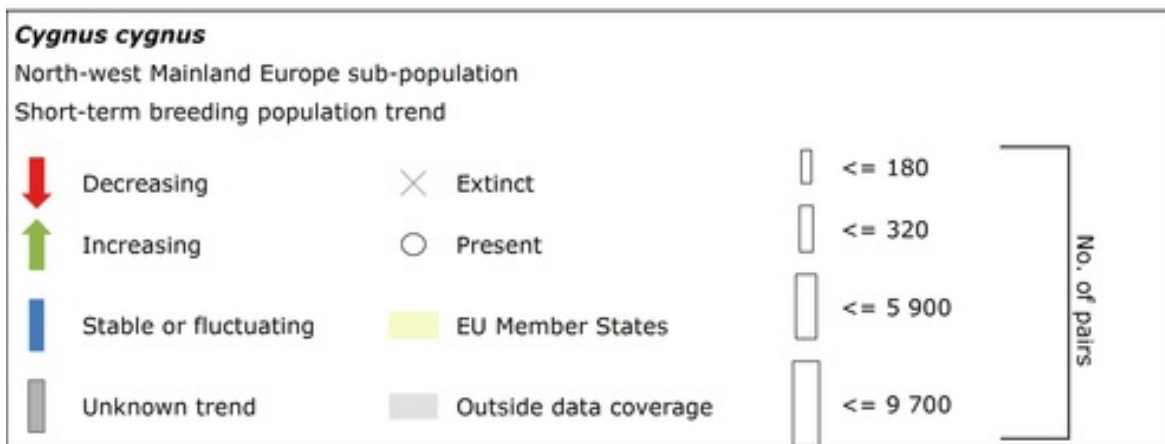 Cygnus cygnus
North-west Mainland Europe sub-population
Short-term breeding population trend
Decreasing
Increasing
Stable or fluctuating
Unknown trend
Extinct
Present
EU Member States
Outside data coverage
<= 180
<= 320
<= 5 900
<= 9 700
No. of pairs